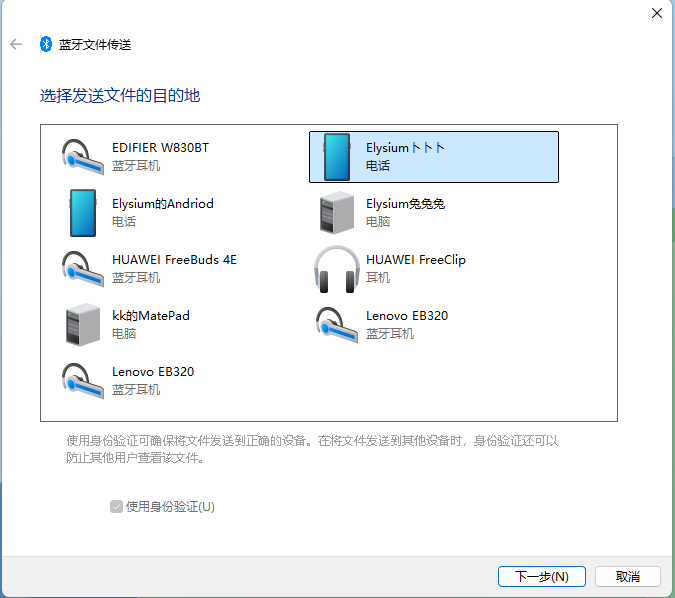 蓝牙文件传送
选择发送文件的目的地
EDIFIER W830BT
蓝牙耳机
Elysium卜卜卜
电话
Elysium的Andriod
电话
Elysium兔兔兔
电脑
HUAWEI FreeBuds 4E
蓝牙耳机
HUAWEI FreeClip
耳机
kk的MatePad
电脑
Lenovo EB320
蓝牙耳机
Lenovo EB320
蓝牙耳机
使用身份验证可确保将文件发送到正确的设备。在将文件发送到其他设备时，身份验证还可以
防止其他用户查看该文件。
使用身份验证(U)
下一步(N)
取消